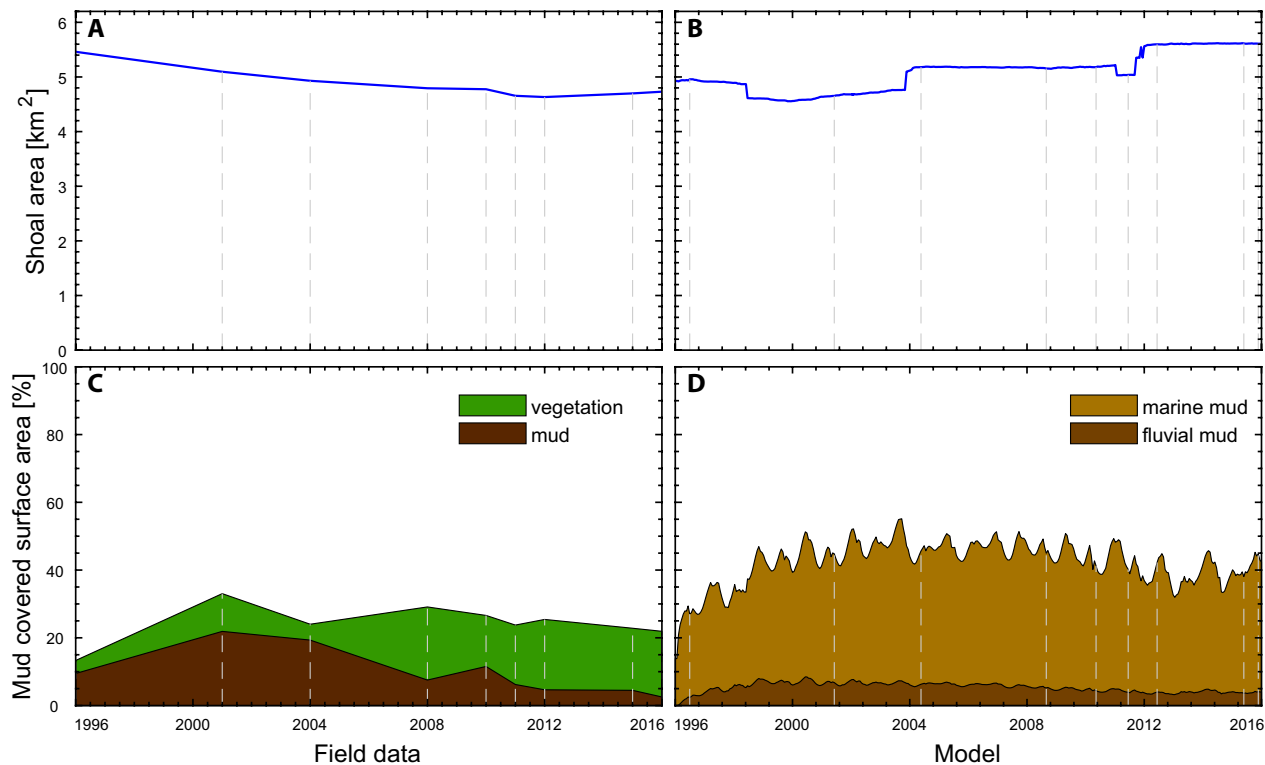 A
B
6
5
4
3
2
1
0
Shoal area [km²]
C
D
100
80
60
40
20
0
Mud covered surface area [%]
vegetation
mud
marine mud
fluvial mud
1996 2000 2004 2008 2012 2016
1996 2000 2004 2008 2012 2016
Field data
Model